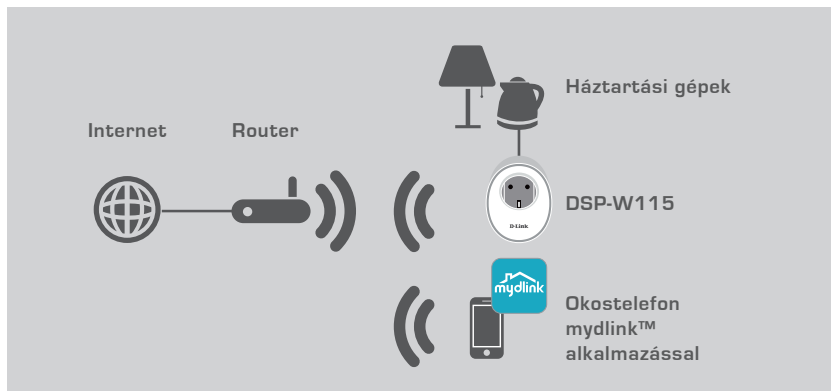 Háztartási gépek
Internet
Router
DSP-W115
D-Link
mydlink
Okostelefon
mydlink™
alkalmazással